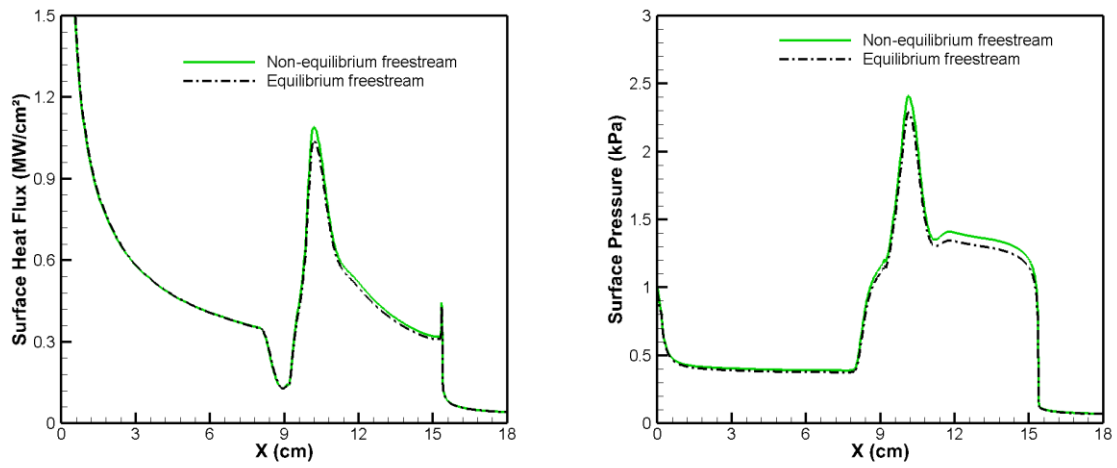 1.5
1.2
0.9
0.6
0.3
0
Surface Heat Flux (MW/cm²)
Non-equilibrium freestream
Equilibrium freestream
0 3 6 9 12 15 18
X (cm)
3
2.5
2
1.5
1
0.5
0
Surface Pressure (kPa)
Non-equilibrium freestream
Equilibrium freestream
0 3 6 9 12 15 18
X (cm)